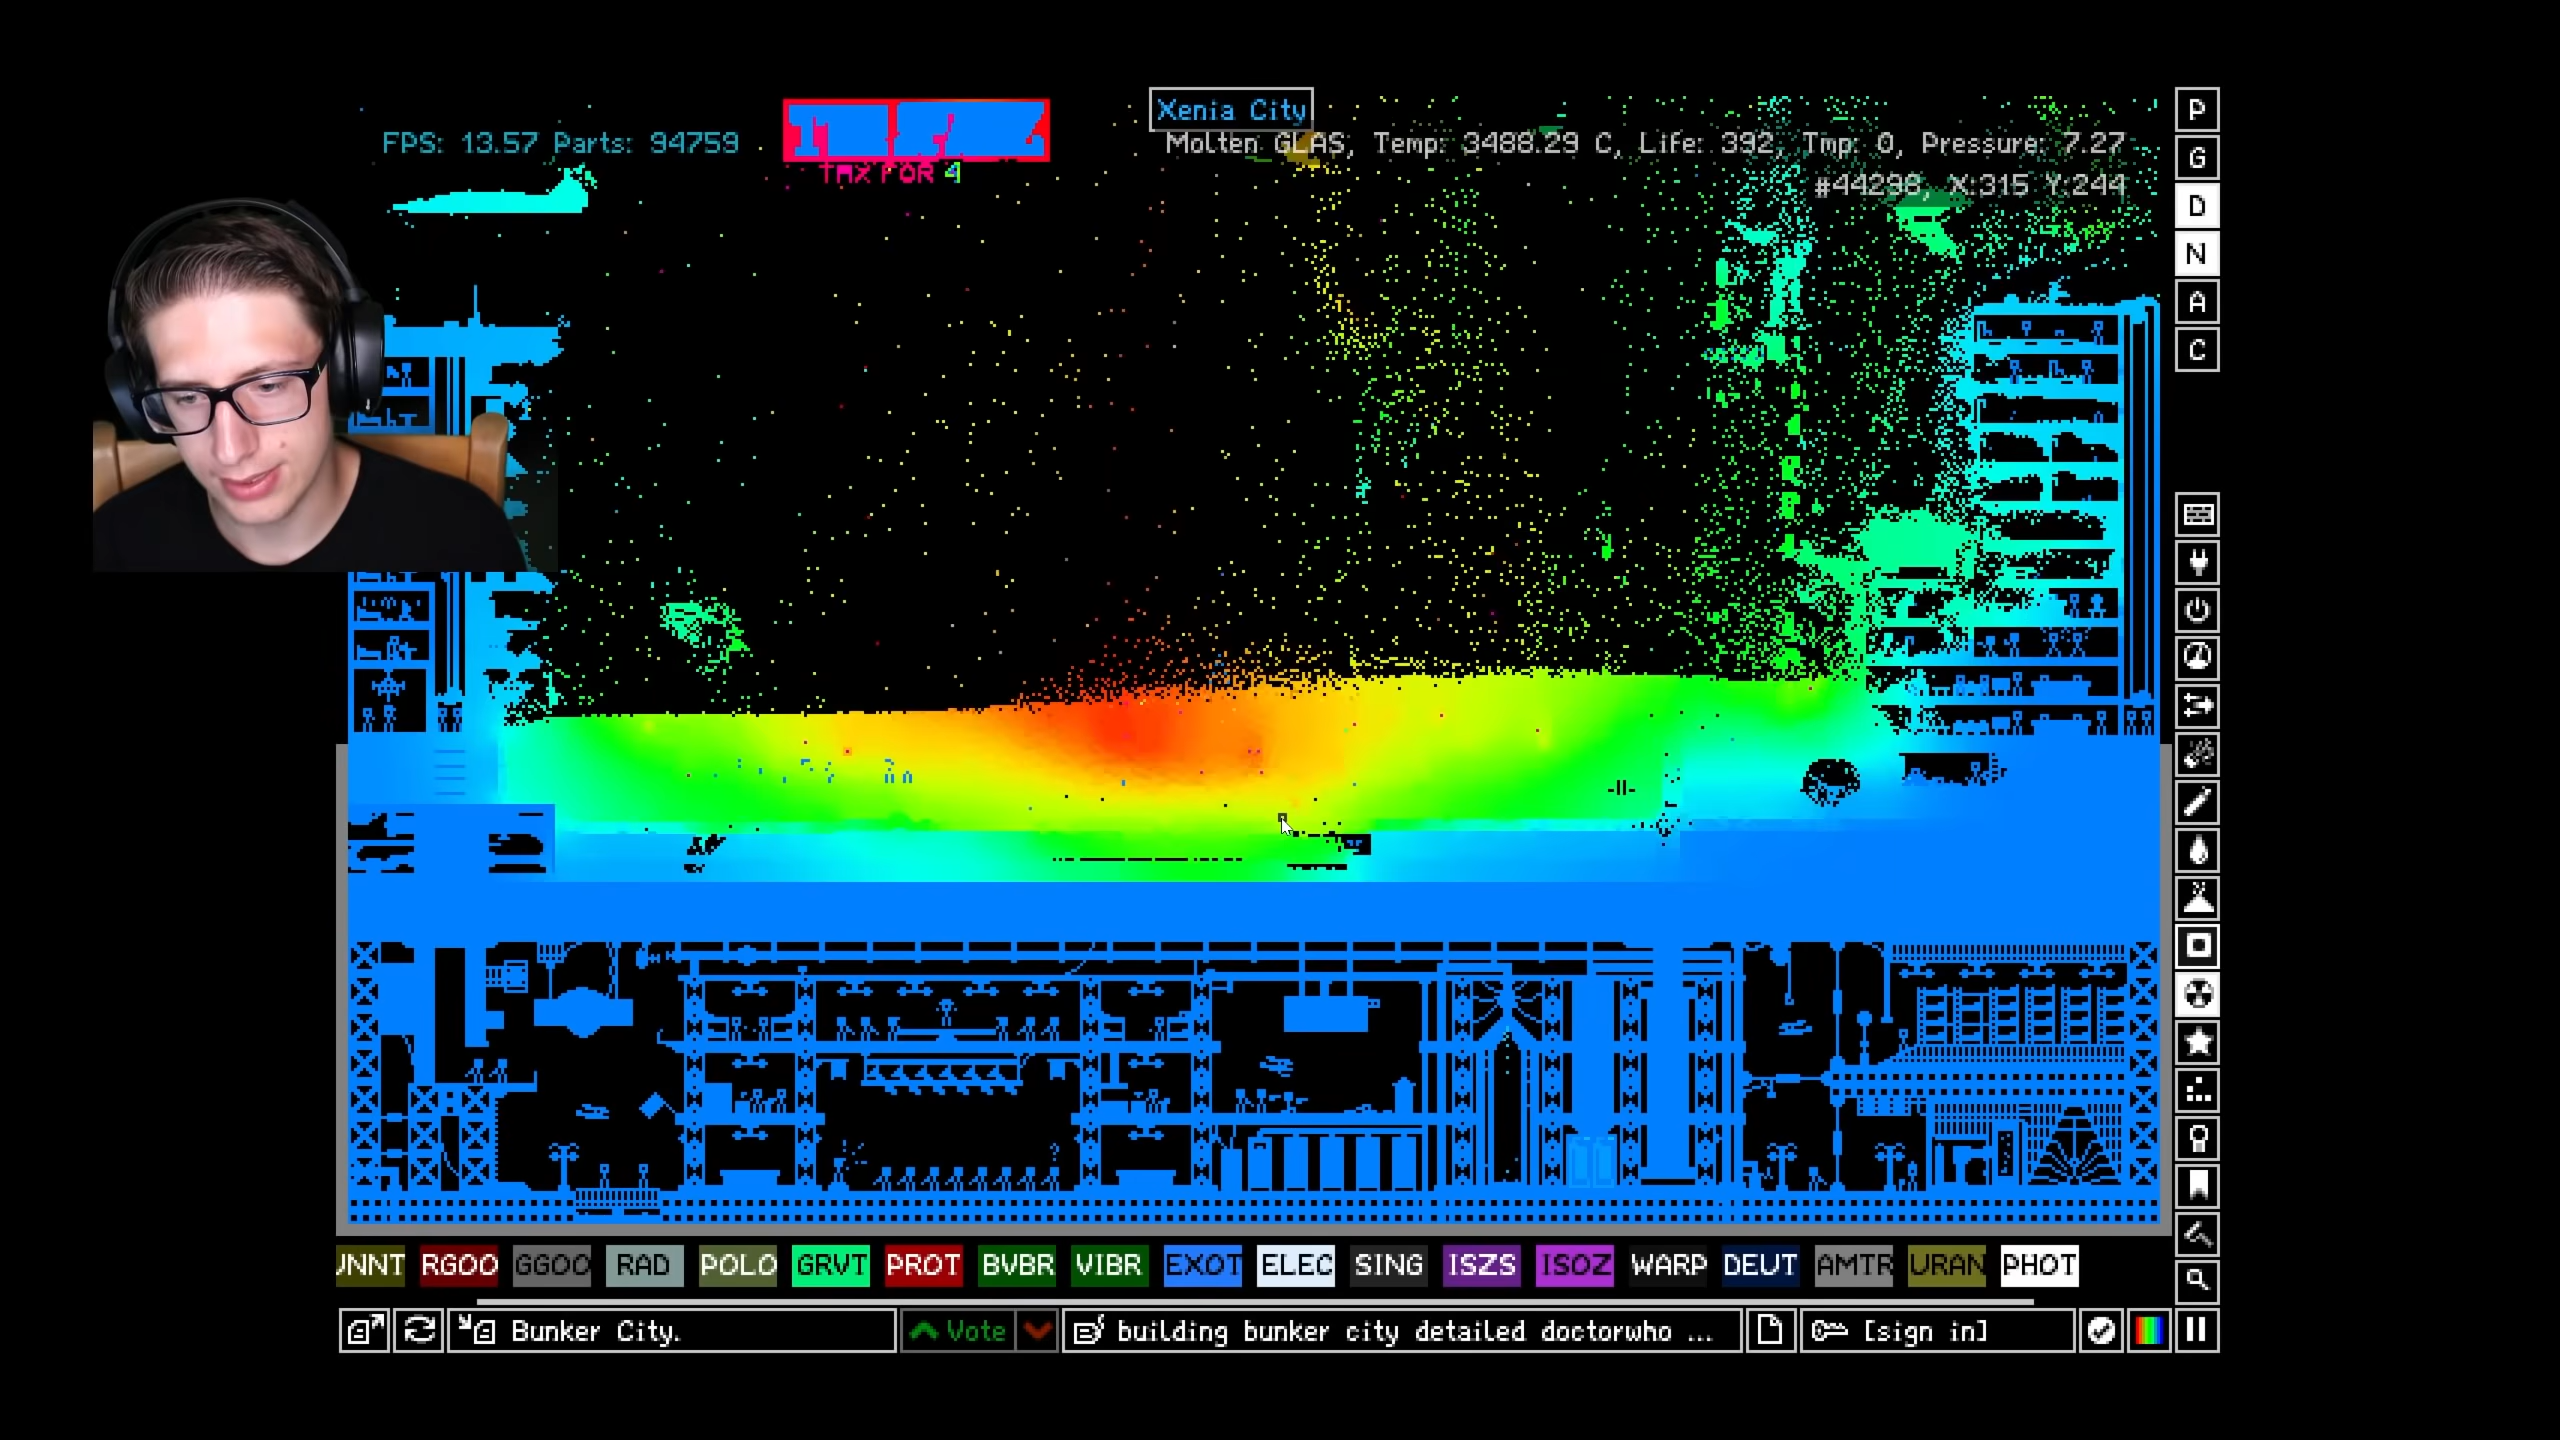 Xenia City
FPS: 13.57 Parts: 94759
Molten GLAS, Temp: 3488.29 C, Life: 392, Tmp: 0, Pressure: 7.27
TAX FOR 4
#44298, X:315 Y:244
P
G
D
N
A
C
VNNT RGOO GGOO RAD POLO GRVT PROT BVBR VIBR EXOT ELEC SING ISZS ISOZ WARP DEUT AMTR URAN PHOT
Bunker City. Vote building bunker city detailed doctorwho ... [sign in]